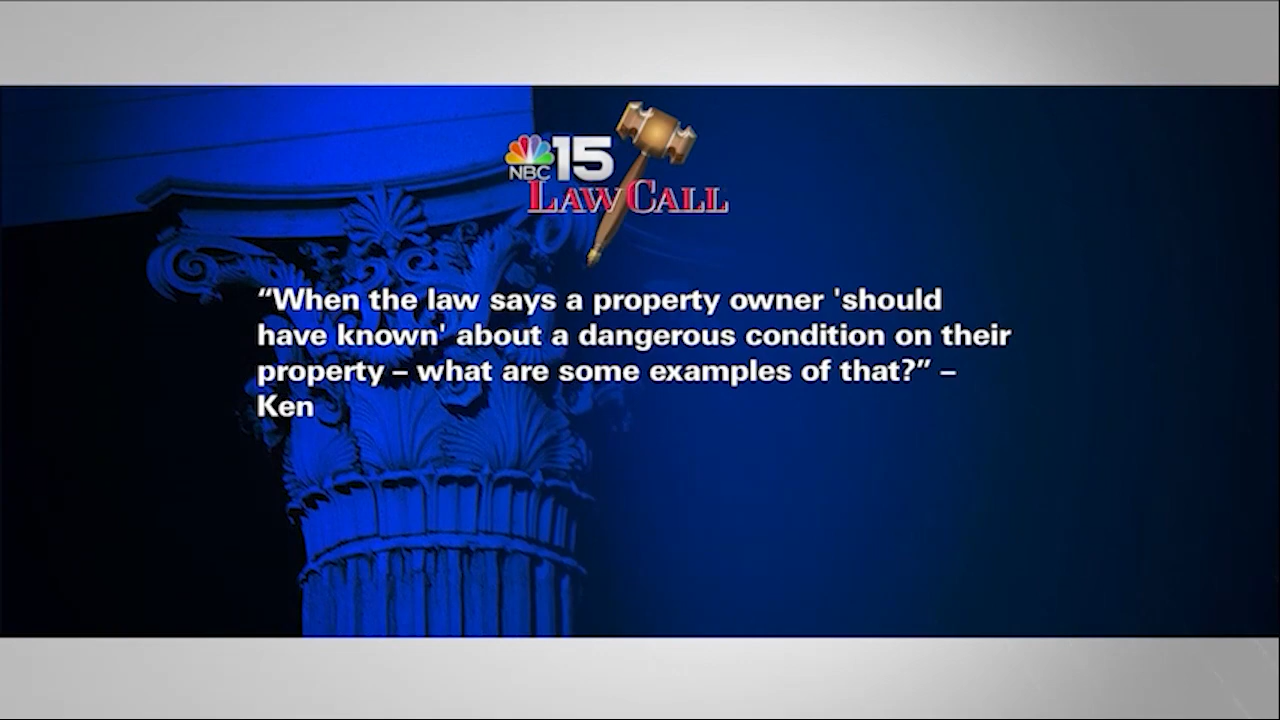 NBC 15
LAW CALL
“When the law says a property owner 'should
have known' about a dangerous condition on their
property – what are some examples of that?” –
Ken